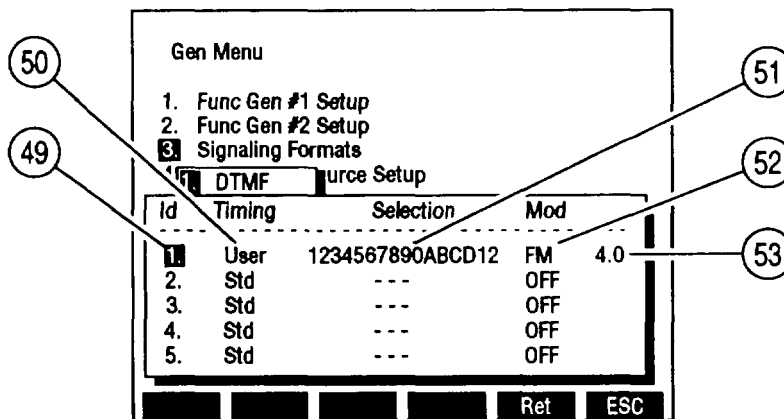 Gen Menu
1. Func Gen #1 Setup
2. Func Gen #2 Setup
3. Signaling Formats
1. DTMF urce Setup
Id Timing Selection Mod
1. User 1234567890ABCD12 FM 4.0
2. Std - - - OFF
3. Std - - - OFF
4. Std - - - OFF
5. Std - - - OFF
Ret ESC
50
49
51
52
53